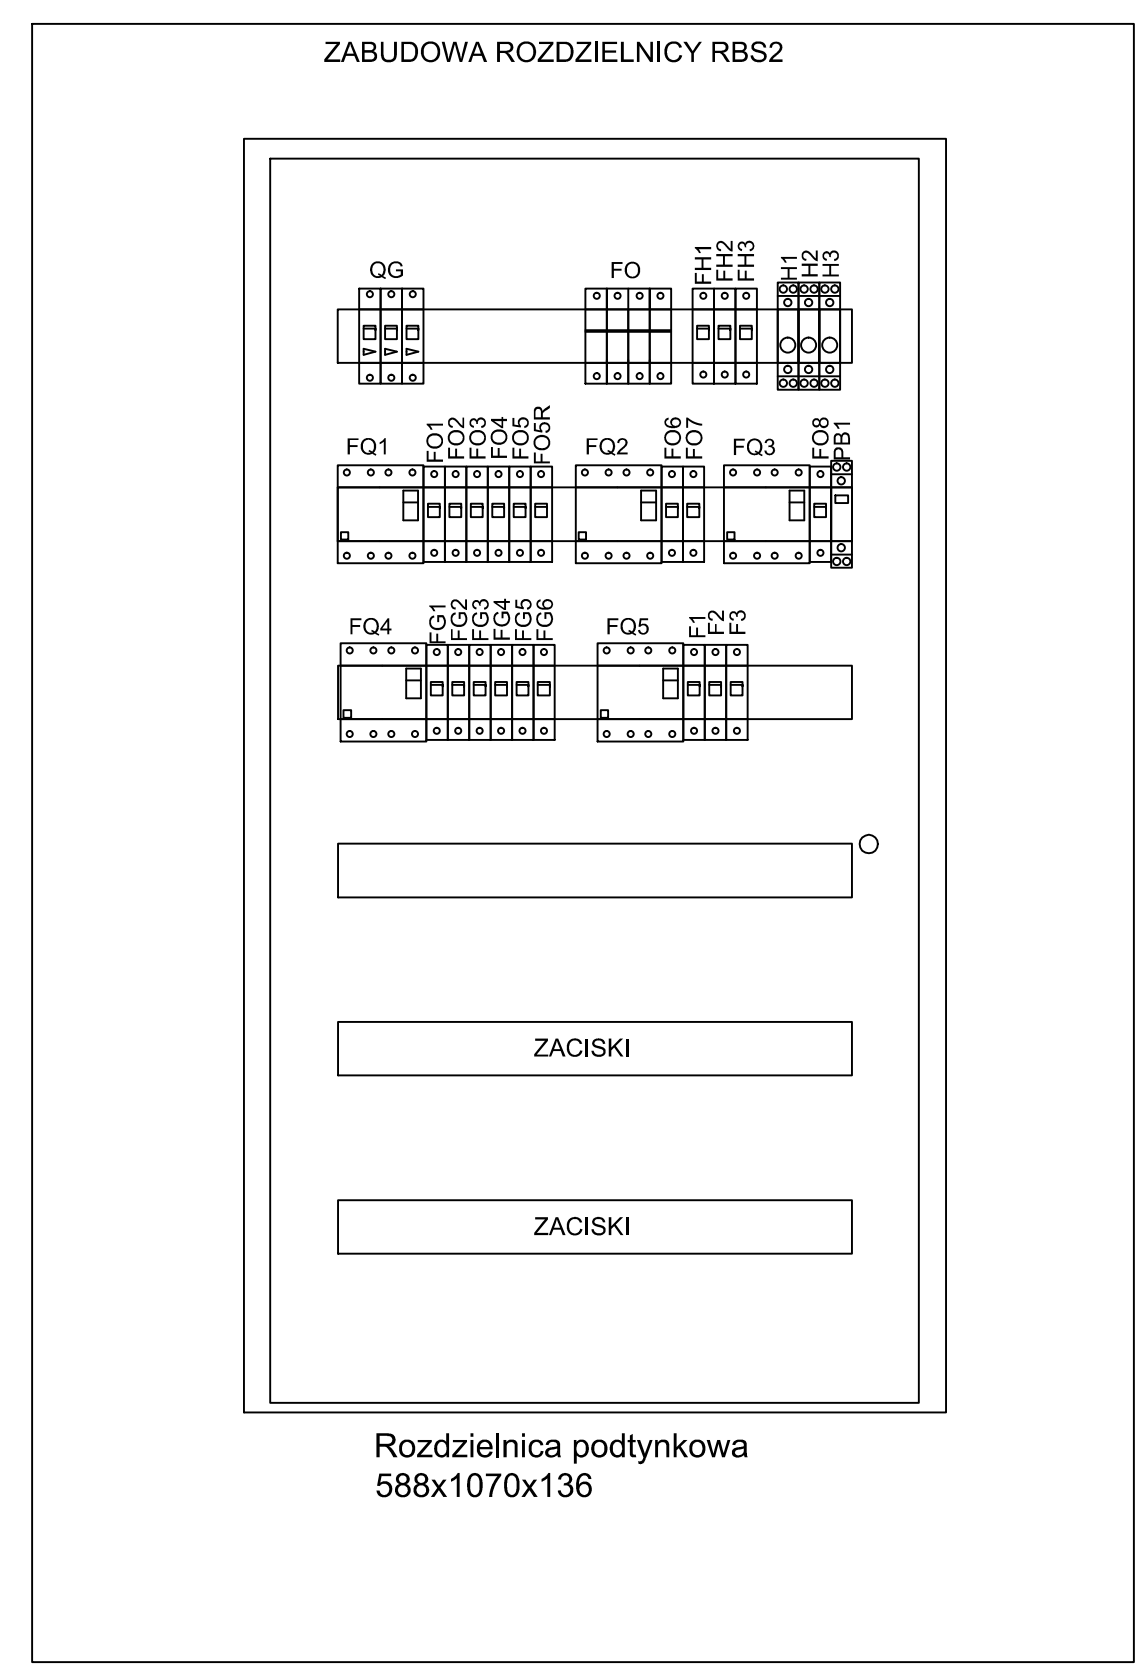 ZABUDOWA ROZDZIELNICY RBS2
QG
FO
FH1
FH2
FH3
H1
H2
H3
FQ1
FO1
FO2
FO3
FO4
FO5
FO5R
FQ2
FO6
FO7
FQ3
FO8
PB1
FQ4
FG1
FG2
FG3
FG4
FG5
FG6
FQ5
F1
F2
F3
ZACISKI
ZACISKI
Rozdzielnica podtynkowa
588x1070x136